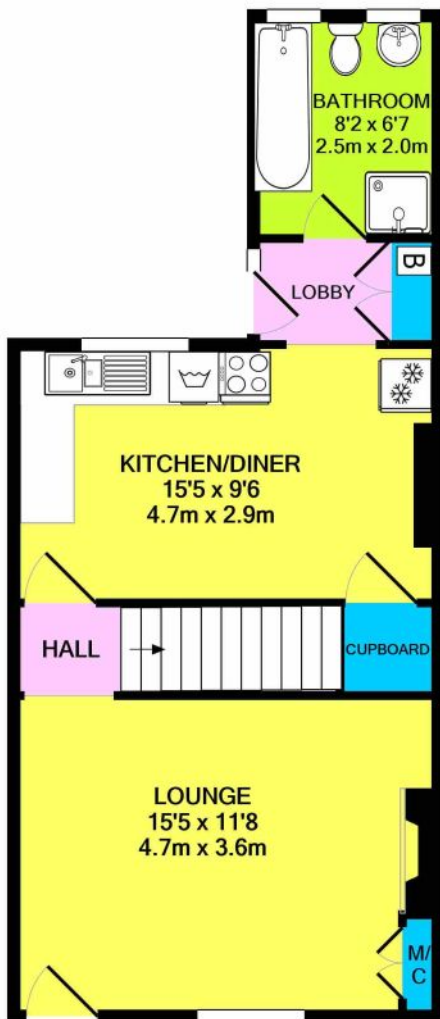 BATHROOM
8'2 x 6'7
2.5m x 2.0m
B
LOBBY
KITCHEN/DINER
15'5 x 9'6
4.7m x 2.9m
HALL
CUPBOARD
LOUNGE
15'5 x 11'8
4.7m x 3.6m
M/
C